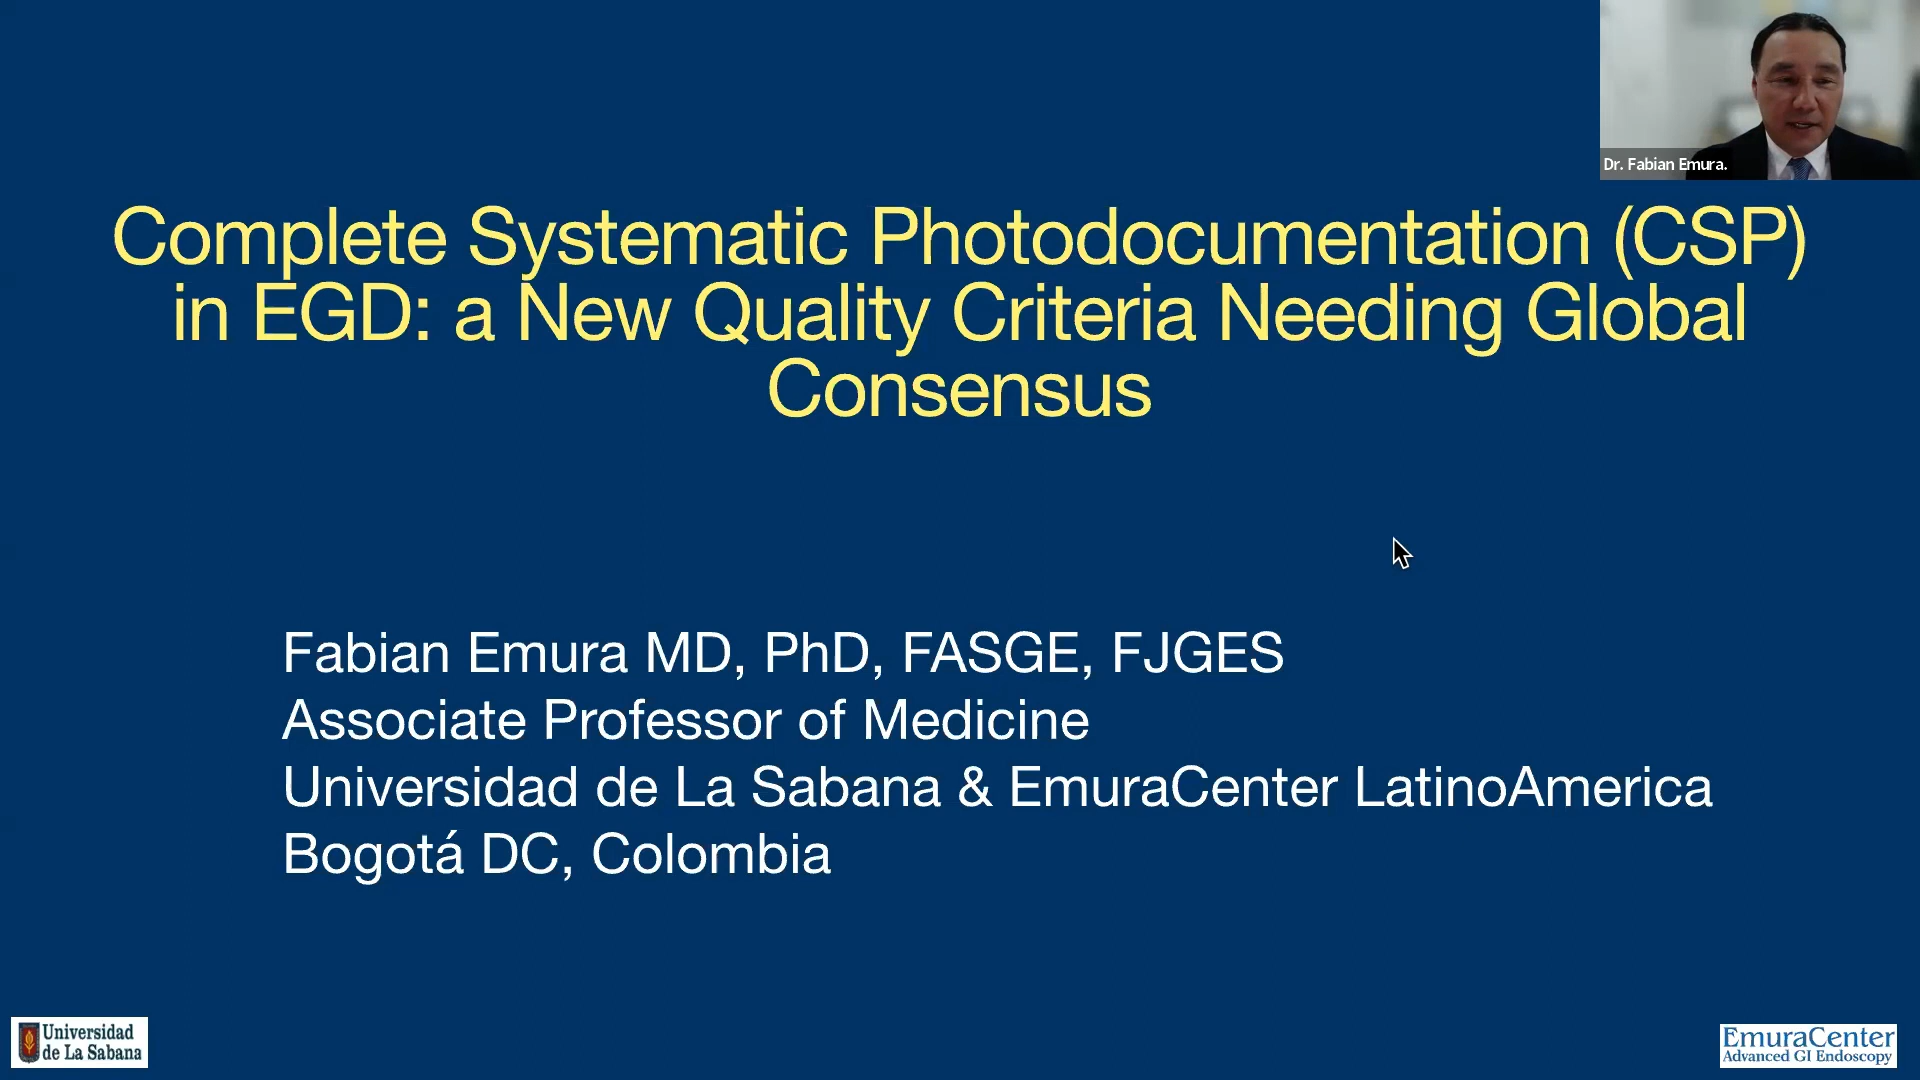 Dr. Fabian Emura.
Complete Systematic Photodocumentation (CSP)
in EGD: a New Quality Criteria Needing Global
Consensus
Fabian Emura MD, PhD, FASGE, FJGES
Associate Professor of Medicine
Universidad de La Sabana & EmuraCenter LatinoAmerica
Bogotá DC, Colombia
Universidad
de La Sabana
EmuraCenter
Advanced GI Endoscopy